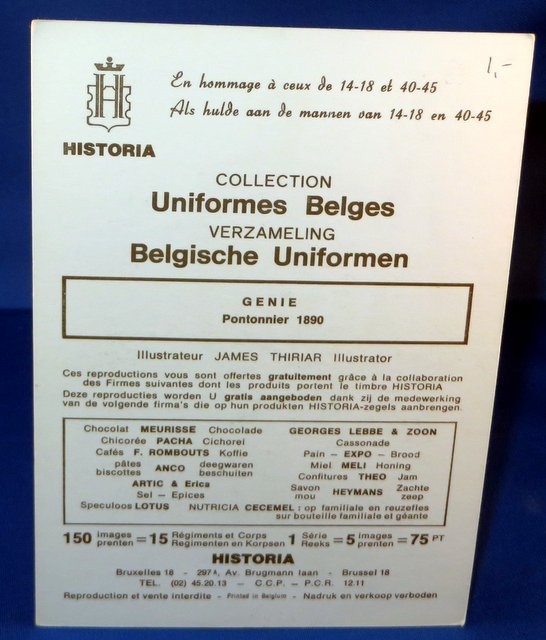 1,-
En hommage à ceux de 14-18 et 40-45
Als hulde aan de mannen van 14-18 en 40-45
H
HISTORIA
COLLECTION
Uniformes Belges
VERZAMELING
Belgische Uniformen
GENIE
Pontonnier 1890
Illustrateur JAMES THIRIAR Illustrator
Ces reproductions vous sont offertes gratuitement grâce à la collaboration
des Firmes suivantes dont les produits portent le timbre HISTORIA
Deze reproducties worden U gratis aangeboden dank zij de medewerking
van de volgende firma's die op hun produkten HISTORIA-zegels aanbrengen.
Chocolat MEURISSE Chocolade
Chicorée PACHA Cichorei
Cafés F. ROMBOUTS Koffie
pâtes biscottes ANCO deegwaren beschuiten
ARTIC & Erica
Sel - Epices
Speculoos LOTUS
GEORGES LEBBE & ZOON
Cassonade
Pain - EXPO - Brood
Miel MELI Honing
Confitures THEO Jam
Savon mou HEYMANS Zachte zeep
NUTRICIA CECEMEL : op familiale en reuzefles
sur bouteille familiale et géante
150 images prenten = 15 Régiments et Corps Regimenten en Korpsen 1 Série Reeks = 5 images prenten = 75 PT
HISTORIA
Bruxelles 18 - 297A, Av. Brugmann laan - Brussel 18
TEL. (02) 45.20.13 - C.C.P. - P.C.R. 12.11
Reproduction et vente interdite - Printed in Belgium - Nadruk en verkoop verboden